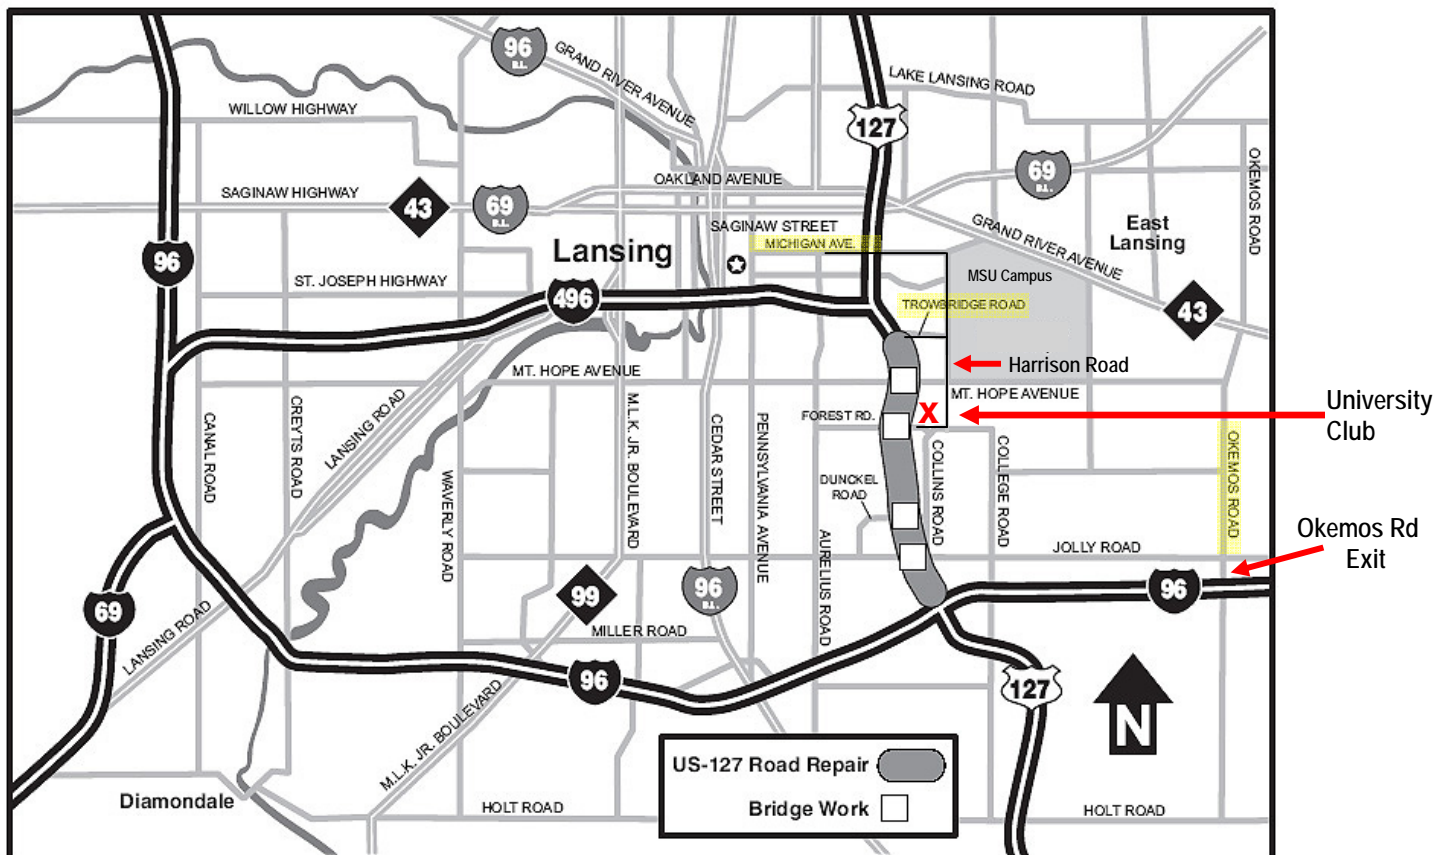 96
B.L.
GRAND RIVER AVENUE
LAKE LANSING ROAD
WILLOW HIGHWAY
127
OKEMOS ROAD
69
B.L.
OAKLAND AVENUE
SAGINAW HIGHWAY
43
69
B.L.
SAGINAW STREET
MICHIGAN AVE.
GRAND RIVER AVENUE
East
Lansing
Lansing
96
ST. JOSEPH HIGHWAY
496
MSU Campus
TROWBRIDGE ROAD
43
MT. HOPE AVENUE
Harrison Road
MT. HOPE AVENUE
X
University
Club
FOREST RD.
CANAL ROAD
CREYTS ROAD
LANSING ROAD
WAVERLY ROAD
M.L.K. JR. BOULEVARD
CEDAR STREET
PENNSYLVANIA AVENUE
DUNCKEL
ROAD
AURELIUS ROAD
COLLINS ROAD
COLLEGE ROAD
OKEMOS ROAD
JOLLY ROAD
Okemos Rd
Exit
69
LANSING ROAD
99
96
B.L.
96
MILLER ROAD
96
127
M.L.K. JR. BOULEVARD
N
US-127 Road Repair
Bridge Work
Diamondale
HOLT ROAD
HOLT ROAD